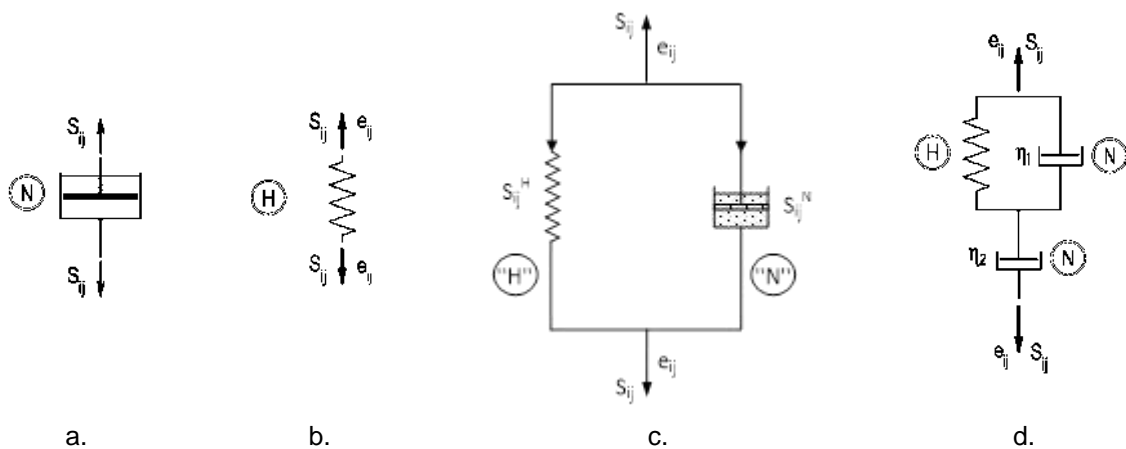 S_ij
N
S_ij
a.
S_ij e_ij
H
S_ij e_ij
b.
S_ij
e_ij
S_ij^H
S_ij^N
"H"
"N"
e_ij
S_ij
c.
e_ij S_ij
H
η1
N
η2
N
e_ij S_ij
d.